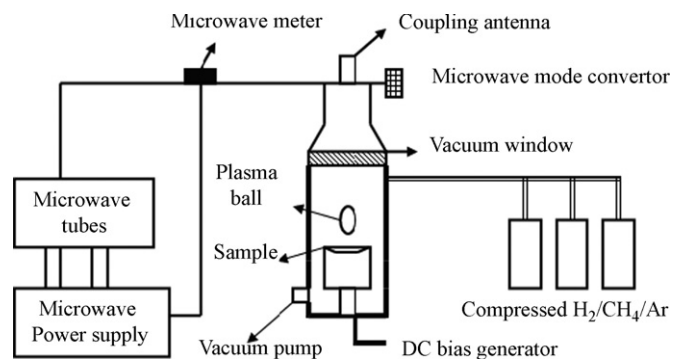 Microwave meter
Coupling antenna
Microwave mode convertor
Vacuum window
Plasma
ball
Microwave
tubes
Sample
Microwave
Power supply
Compressed H₂/CH₄/Ar
Vacuum pump
DC bias generator